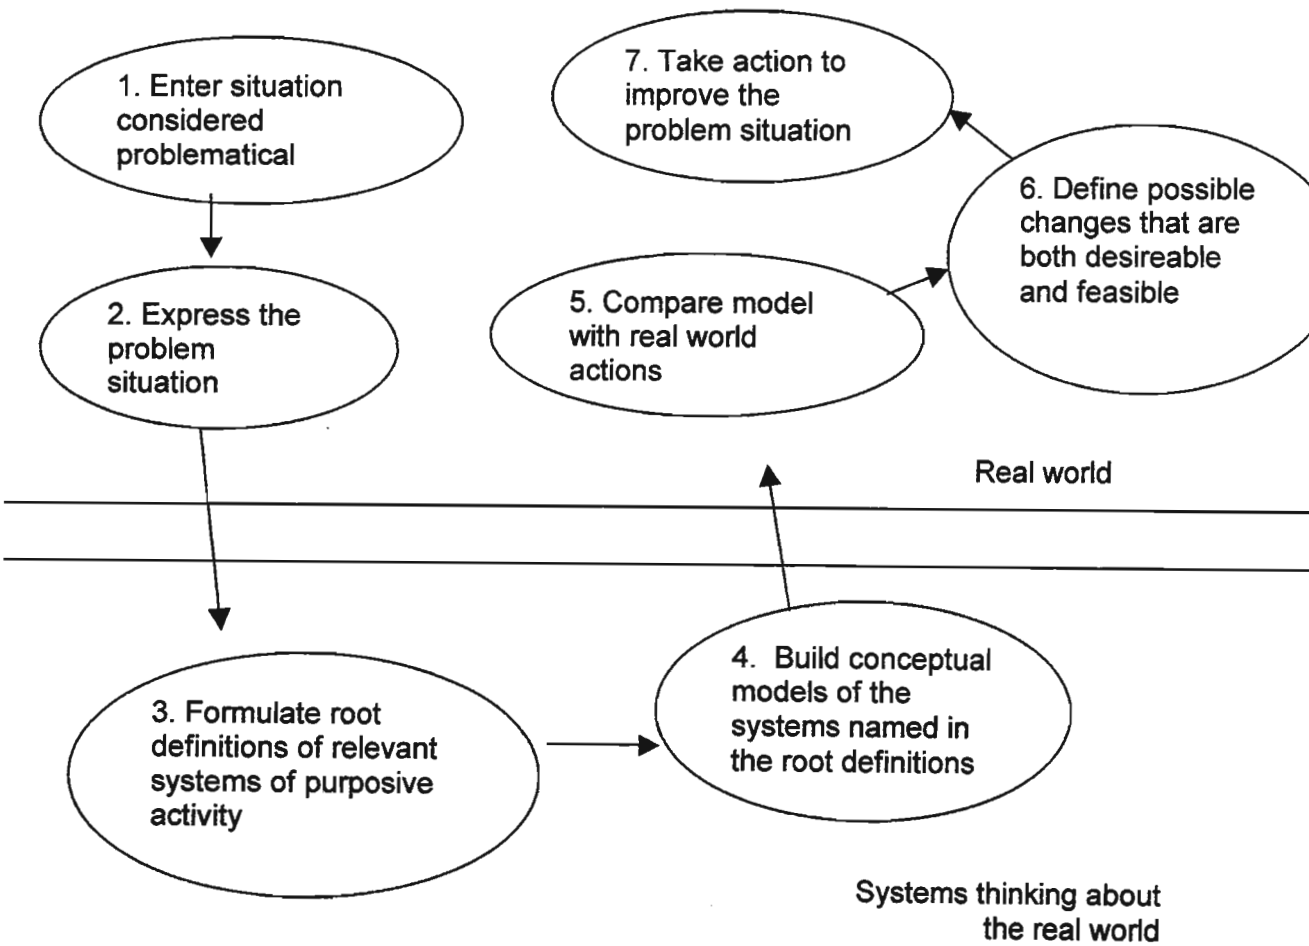 1. Enter situation
considered
problematical
2. Express the
problem
situation
3. Formulate root
definitions of relevant
systems of purposive
activity
4. Build conceptual
models of the
systems named in
the root definitions
5. Compare model
with real world
actions
6. Define possible
changes that are
both desireable
and feasible
7. Take action to
improve the
problem situation
Real world
Systems thinking about
the real world